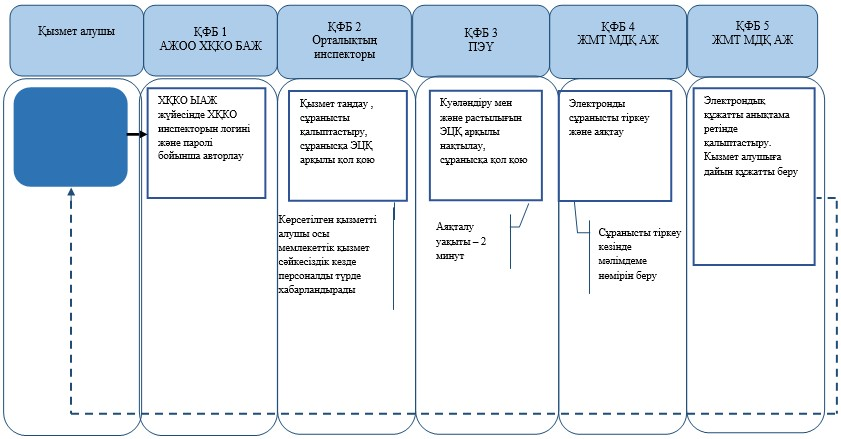 Қызмет алушы
ҚФБ 1
АЖОО ХҚКО БАЖ
ҚФБ 2
Орталықтың
инспекторы
ҚФБ 3
ПЭҮ
ҚФБ 4
ЖМТ МДҚ АЖ
ҚФБ 5
ЖМТ МДҚ АЖ
ХҚКО ЫАЖ
жүйесінде ХҚКО
инспекторын логині
және паролі
бойынша авторлау
Қызмет таңдау ,
сұранысты
қалыптастыру,
сұранысқа ЭЦҚ
арқылы қол қою
Куәләндіру мен
және растылығын
ЭЦҚ арқылы
нақтылау,
сұранысқа қол қою
Электронды
сұранысты тіркеу
және аяқтау
Электрондық
құжатты анықтама
ретінде
қалыптастыру.
Кызмет алушыға
дайын құжатты беру
Көрсетілген қызметті
алушы осы
мемлекеттік қызмет
сәйкесіздік кезде
персоналды түрде
хабарландырады
Аяқталу
уақыты – 2
минут
Сұранысты тіркеу
кезінде
мәлімдеме
нөмірін беру